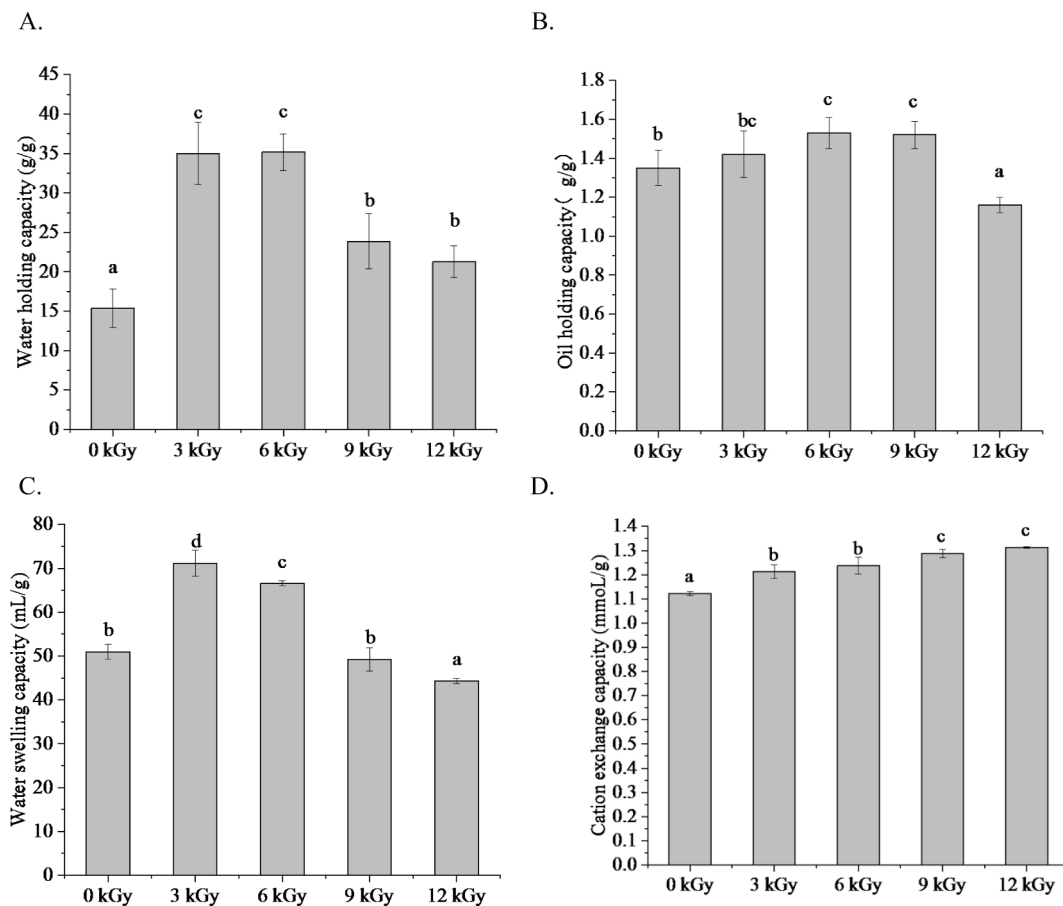 A.
Water holding capacity (g/g)
45
40
35
30
25
20
15
10
5
0
a
c
c
b
b
0 kGy 3 kGy 6 kGy 9 kGy 12 kGy
B.
Oil holding capacity( g/g)
1.8
1.6
1.4
1.2
1.0
0.8
0.6
0.4
0.2
0.0
b
bc
c
c
a
0 kGy 3 kGy 6 kGy 9 kGy 12 kGy
C.
Water swelling capacity (mL/g)
80
70
60
50
40
30
20
10
0
b
d
c
b
a
0 kGy 3 kGy 6 kGy 9 kGy 12 kGy
D.
Cation exchange capacity (mmoL/g)
1.4
1.3
1.2
1.1
1.0
0.9
0.8
0.7
0.6
0.5
0.4
0.3
0.2
0.1
0.0
a
b
b
c
c
0 kGy 3 kGy 6 kGy 9 kGy 12 kGy